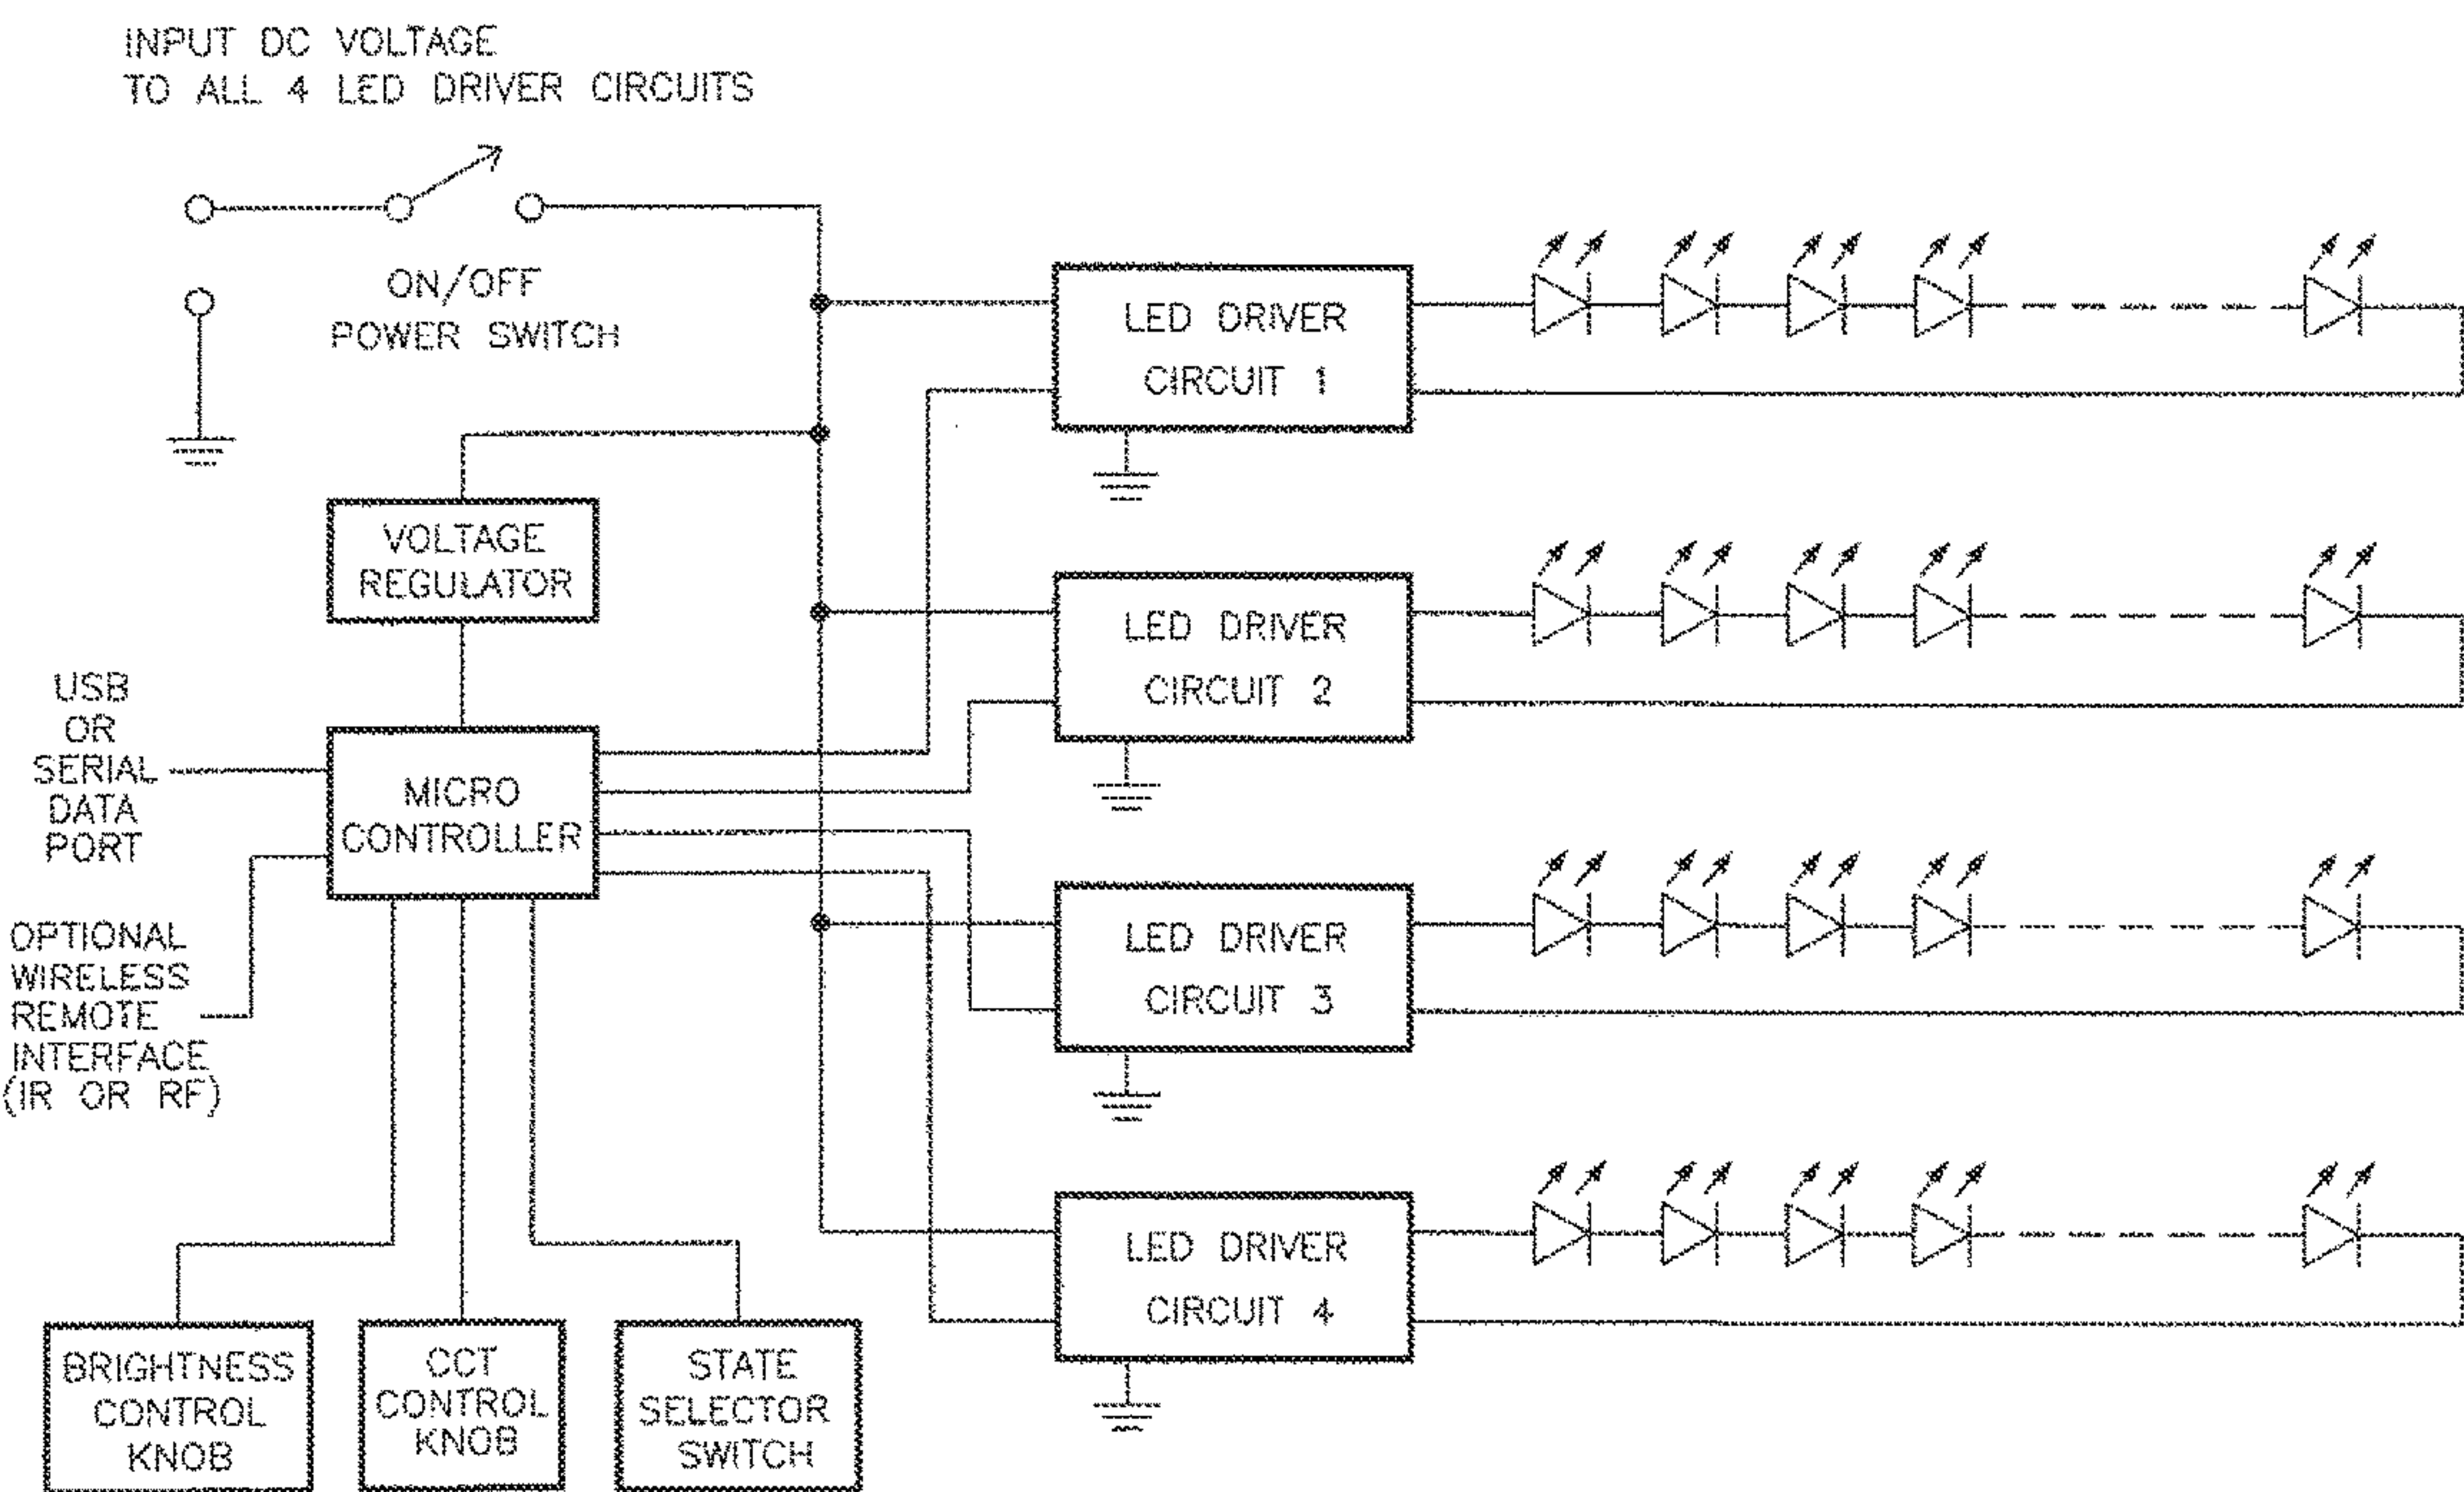 INPUT DC VOLTAGE
TO ALL 4 LED DRIVER CIRCUITS
ON/OFF
POWER SWITCH
LED DRIVER
CIRCUIT 1
VOLTAGE
REGULATOR
LED DRIVER
CIRCUIT 2
USB
OR
SERIAL
DATA
PORT
MICRO
CONTROLLER
OPTIONAL
WIRELESS
REMOTE
INTERFACE
(IR OR RF)
LED DRIVER
CIRCUIT 3
LED DRIVER
CIRCUIT 4
BRIGHTNESS
CONTROL
KNOB
CCT
CONTROL
KNOB
STATE
SELECTOR
SWITCH